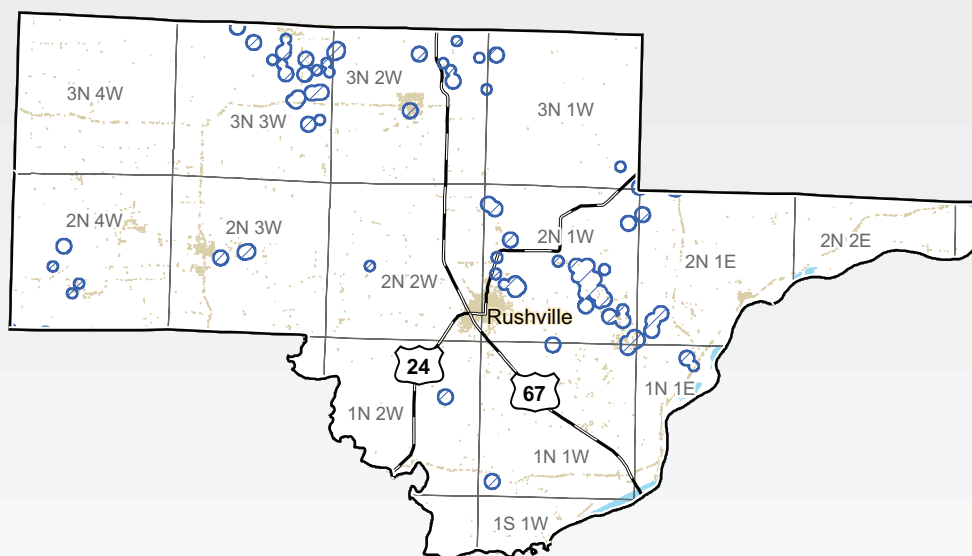 3N 2W
3N 4W
3N 3W
3N 1W
2N 4W
2N 3W
2N 1W
2N 2E
2N 1E
2N 2W
Rushville
24
67
1N 1E
1N 2W
1N 1W
1S 1W